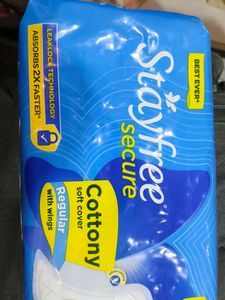 BEST EVER*
Stayfree
secure
LEAKLOCK TECHNOLOGY
ABSORBS 2X FASTER*
Cottony
soft cover
Regular
with wings